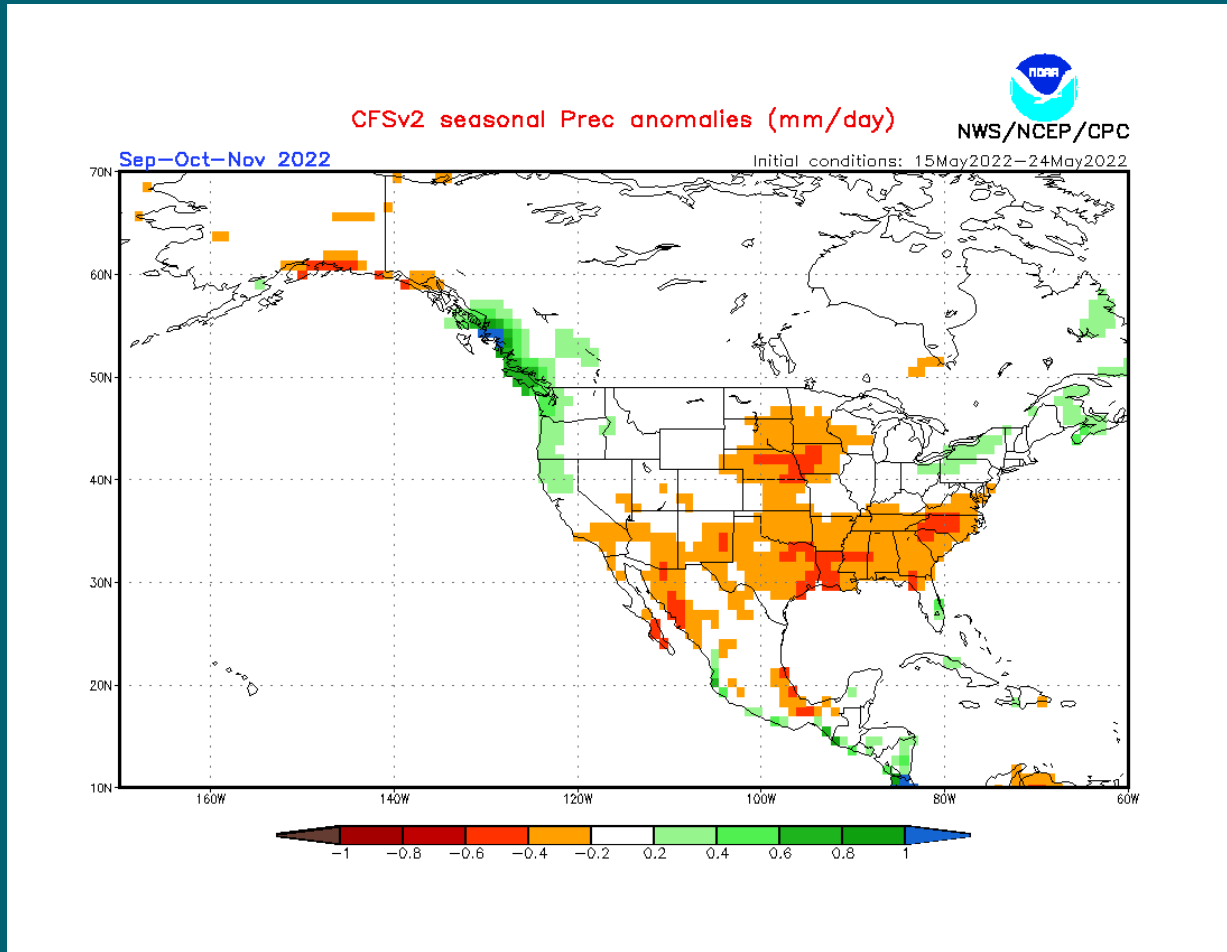 NOAA
CFSv2 seasonal Prec anomalies (mm/day)
NWS/NCEP/CPC
Sep-Oct-Nov 2022
Initial conditions: 15May2022-24May2022
70N
60N
50N
40N
30N
20N
10N
160W 140W 120W 100W 80W 60W
-1 -0.8 -0.6 -0.4 -0.2 0.2 0.4 0.6 0.8 1